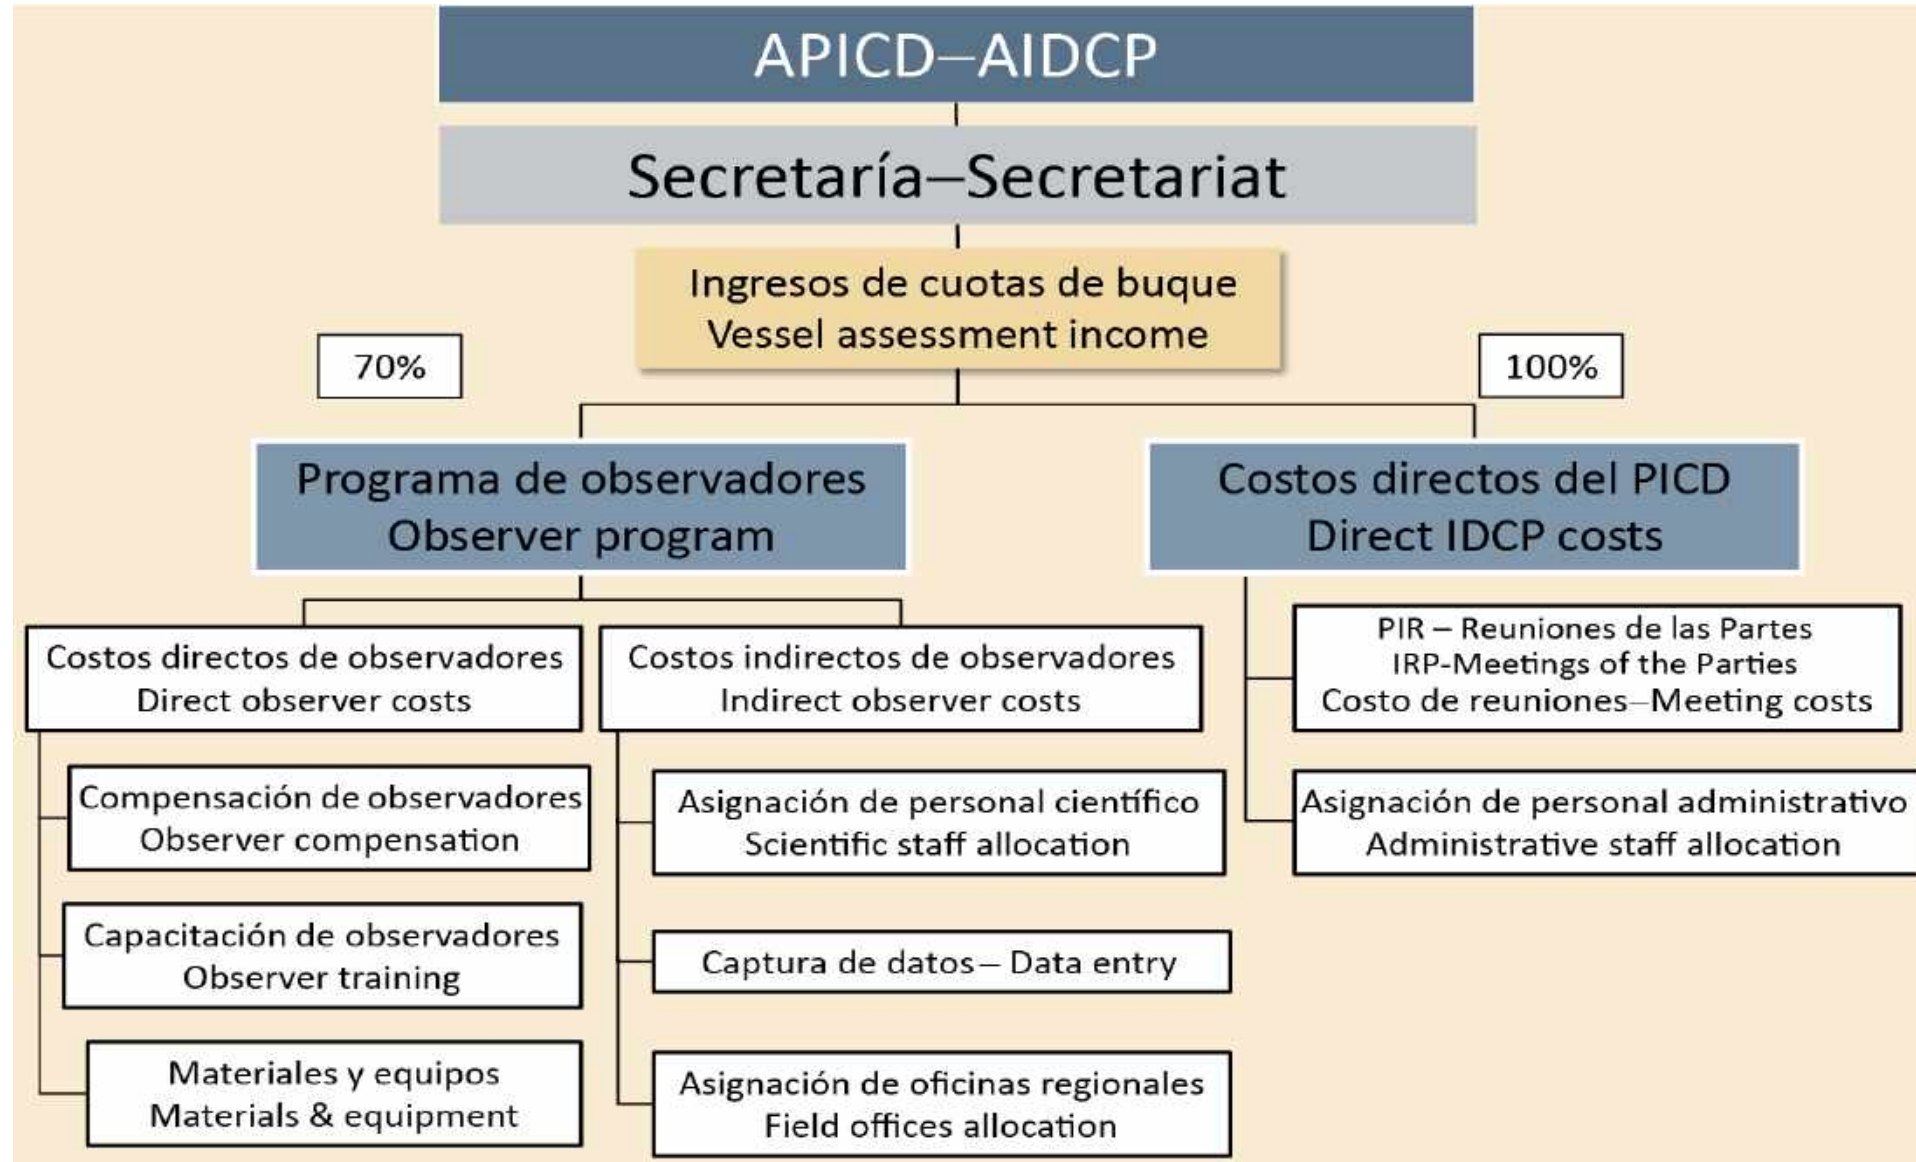 APICD–AIDCP
Secretaría–Secretariat
Ingresos de cuotas de buque
Vessel assessment income
70%
100%
Programa de observadores
Observer program
Costos directos del PICD
Direct IDCP costs
Costos directos de observadores
Direct observer costs
Costos indirectos de observadores
Indirect observer costs
PIR – Reuniones de las Partes
IRP-Meetings of the Parties
Costo de reuniones–Meeting costs
Compensación de observadores
Observer compensation
Asignación de personal científico
Scientific staff allocation
Asignación de personal administrativo
Administrative staff allocation
Capacitación de observadores
Observer training
Captura de datos – Data entry
Materiales y equipos
Materials & equipment
Asignación de oficinas regionales
Field offices allocation